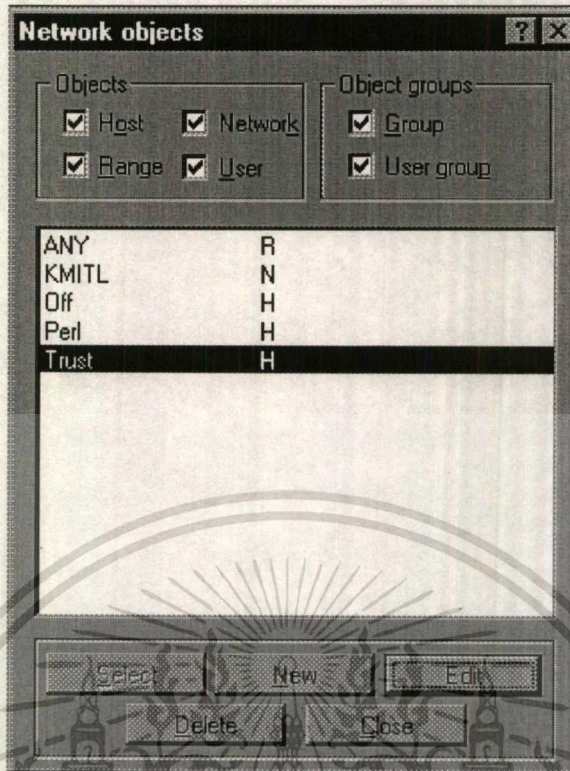 Network objects
Objects
Host
Network
Range
User
Object groups
Group
User group
ANY R
KMITL N
Off H
Perl H
Trust H
Select New Edit
Delete Close